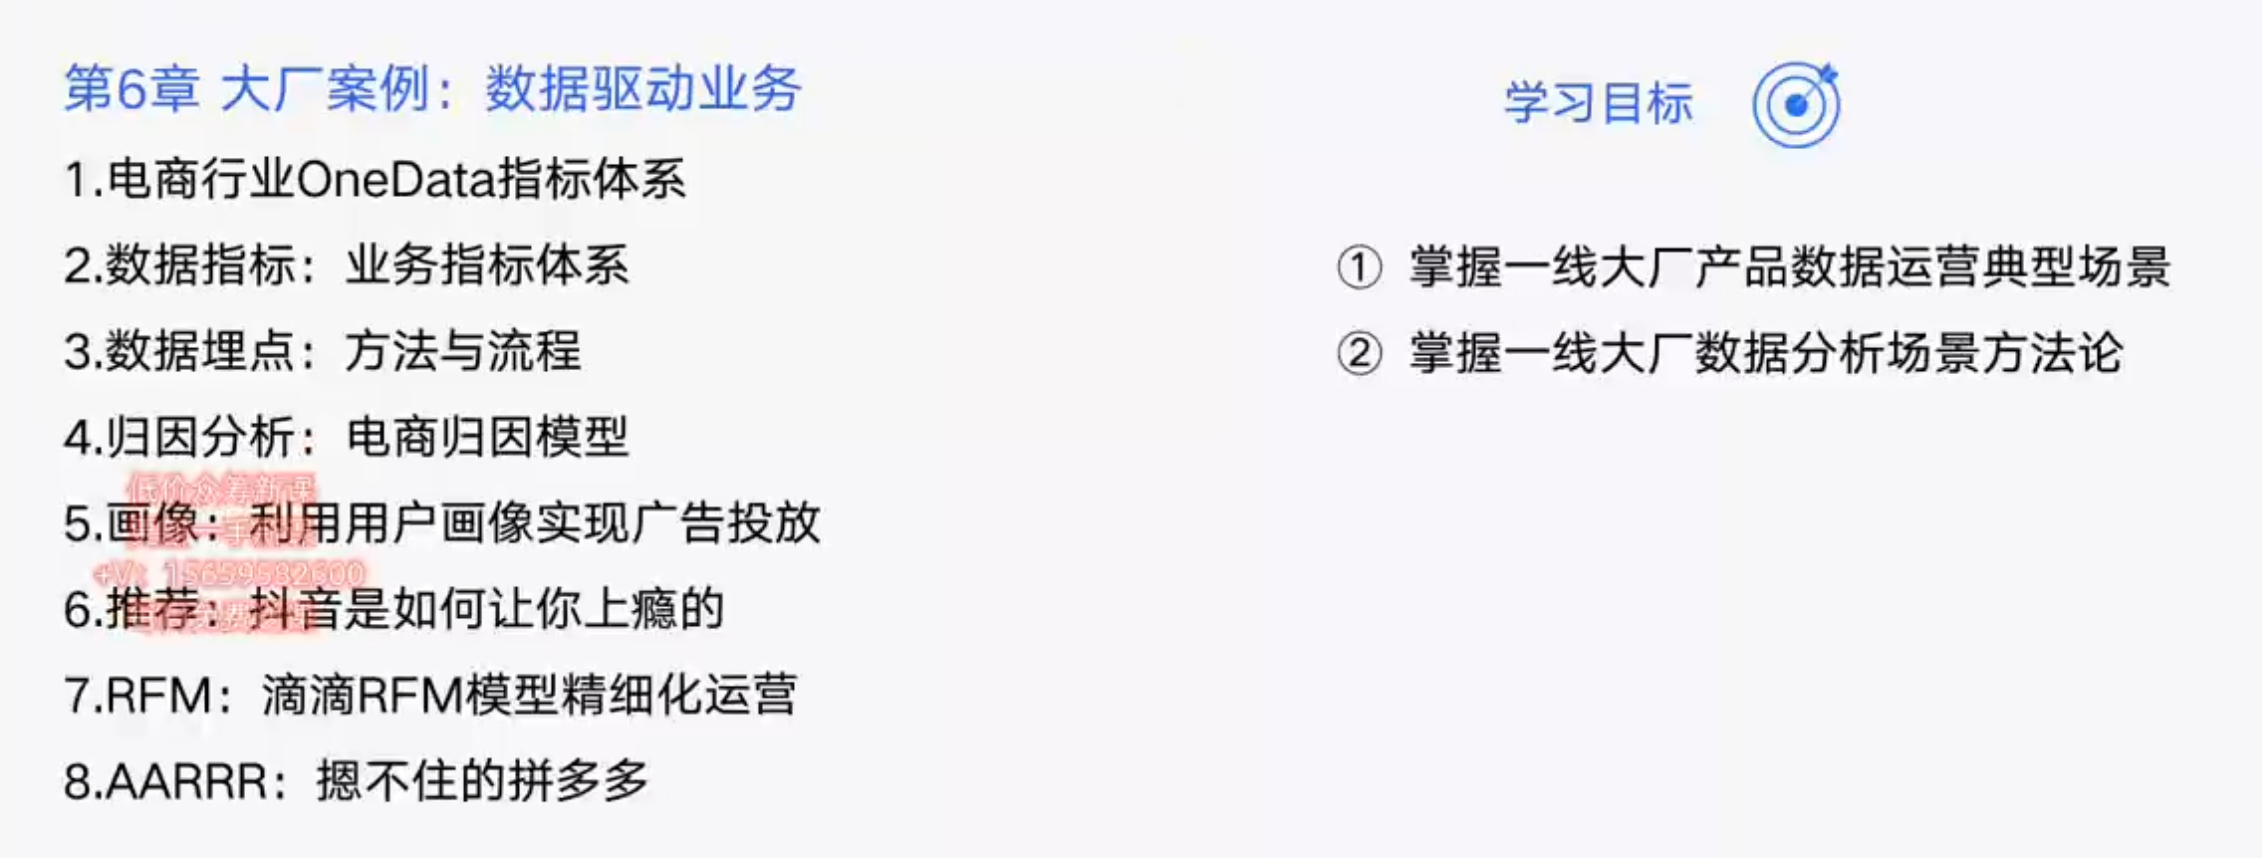 第6章 大厂案例：数据驱动业务
1.电商行业OneData指标体系
2.数据指标：业务指标体系
3.数据埋点：方法与流程
4.归因分析：电商归因模型
低价众筹新课
5.画像：利用用户画像实现广告投放
+V：15659582600
6.推荐：抖音是如何让你上瘾的
7.RFM：滴滴RFM模型精细化运营
8.AARRR：摁不住的拼多多
学习目标
① 掌握一线大厂产品数据运营典型场景
② 掌握一线大厂数据分析场景方法论